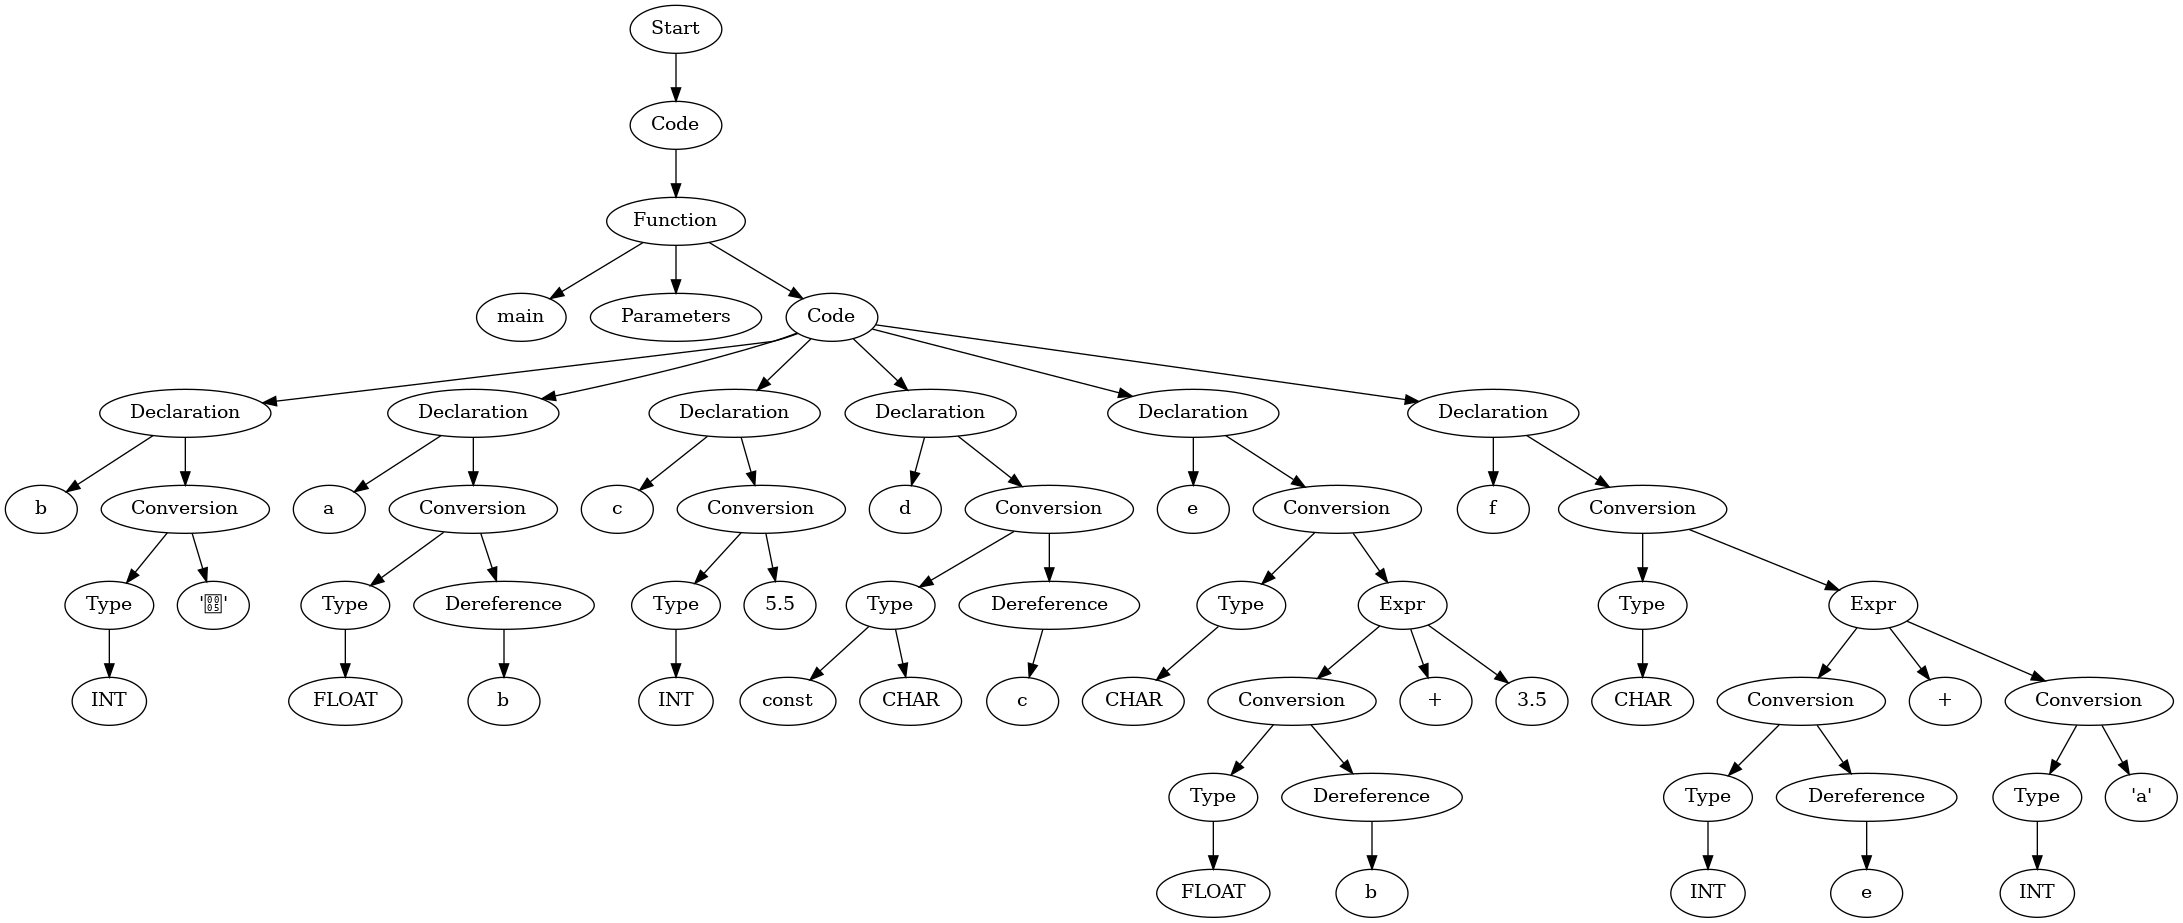 Start
Code
Function
main Parameters Code
Declaration Declaration Declaration Declaration Declaration Declaration
b Conversion a Conversion c Conversion d Conversion e Conversion f Conversion
Type '' Type Dereference Type 5.5 Type Dereference Type Expr Type Expr
INT FLOAT b INT const CHAR c CHAR Conversion + 3.5 CHAR Conversion + Conversion
Type Dereference Type Dereference Type 'a'
FLOAT b INT e INT